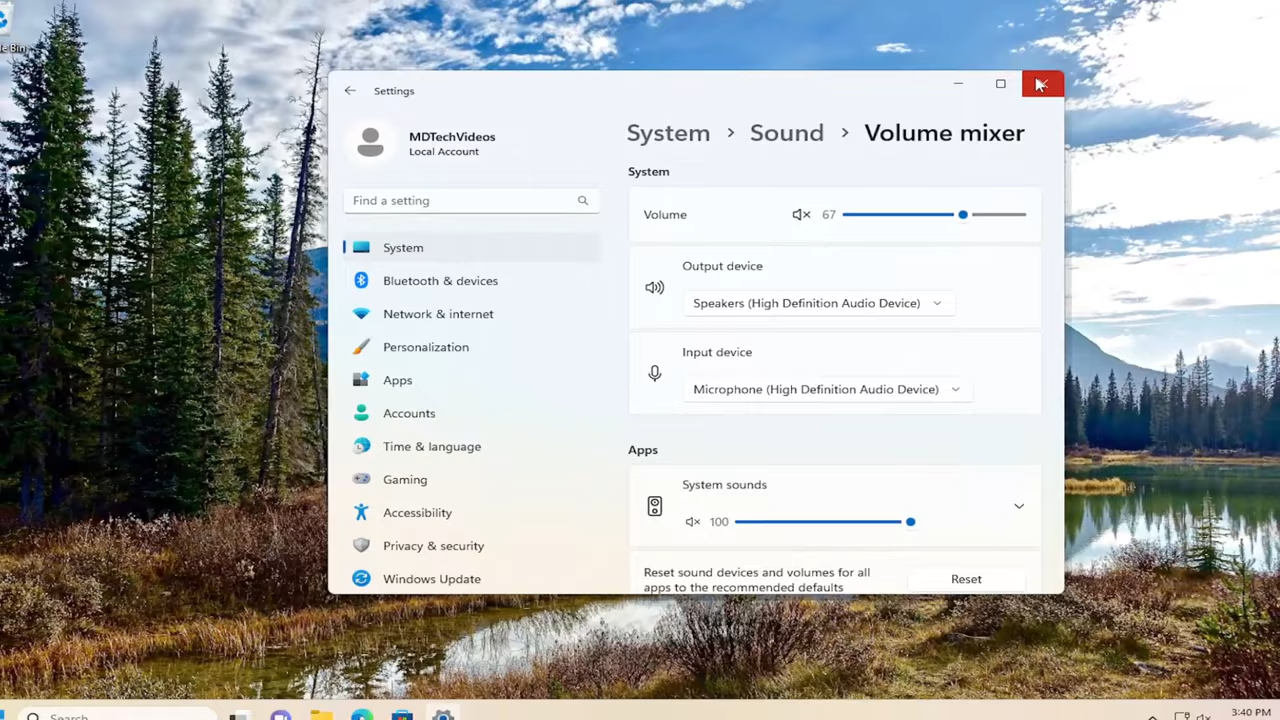 Settings
MDTechVideos
Local Account
Find a setting
System
Bluetooth & devices
Network & internet
Personalization
Apps
Accounts
Time & language
Gaming
Accessibility
Privacy & security
Windows Update
System > Sound > Volume mixer
System
Volume 67
Output device
Speakers (High Definition Audio Device)
Input device
Microphone (High Definition Audio Device)
Apps
System sounds
100
Reset sound devices and volumes for all
apps to the recommended defaults
Reset
Bin
Search
3:40 PM